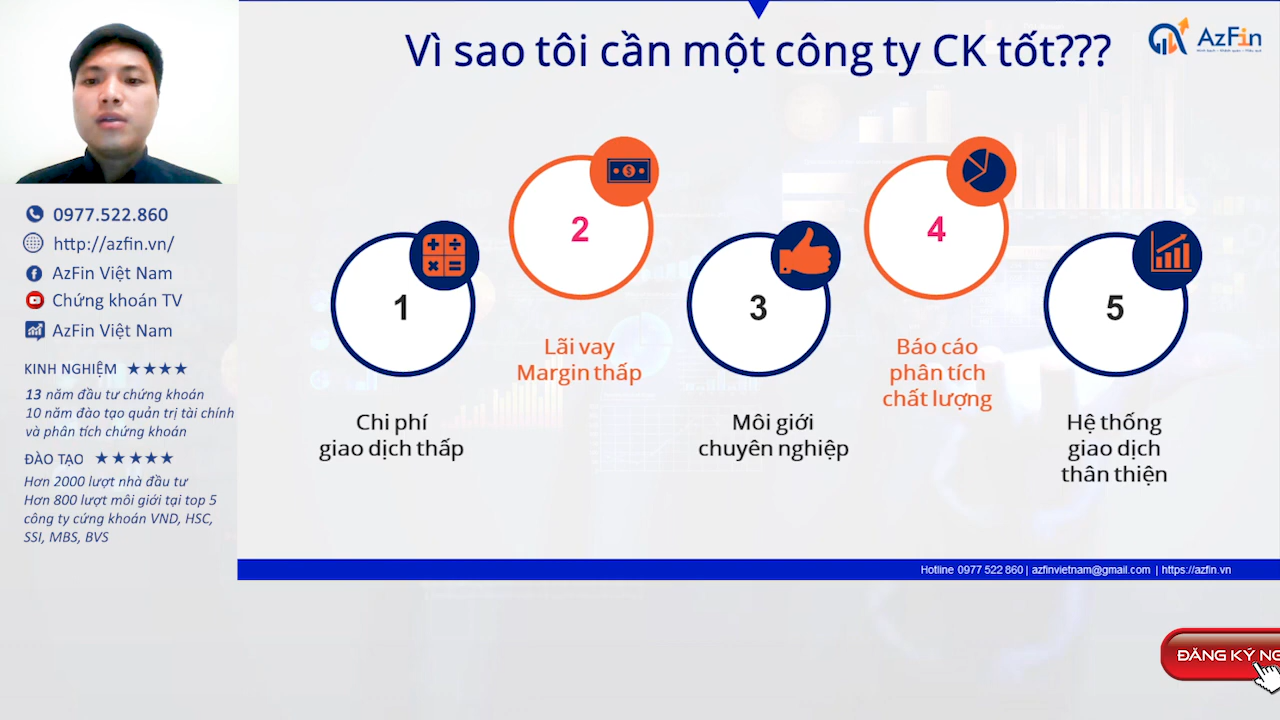 Vì sao tôi cần một công ty CK tốt???
AzFin
0977.522.860
http://azfin.vn/
AzFin Việt Nam
Chứng khoán TV
AzFin Việt Nam
KINH NGHIỆM ★★★★
13 năm đầu tư chứng khoán
10 năm đào tạo quản trị tài chính
và phân tích chứng khoán
ĐÀO TẠO ★★★★★
Hơn 2000 lượt nhà đầu tư
Hơn 800 lượt môi giới tại top 5
công ty cứng khoán VND, HSC,
SSI, MBS, BVS
1
Chi phí
giao dịch thấp
2
Lãi vay
Margin thấp
3
Môi giới
chuyên nghiệp
4
Báo cáo
phân tích
chất lượng
5
Hệ thống
giao dịch
thân thiện
Hotline 0977 522 860 | azfinvietnam@gmail.com | https://azfin.vn
ĐĂNG KÝ NG